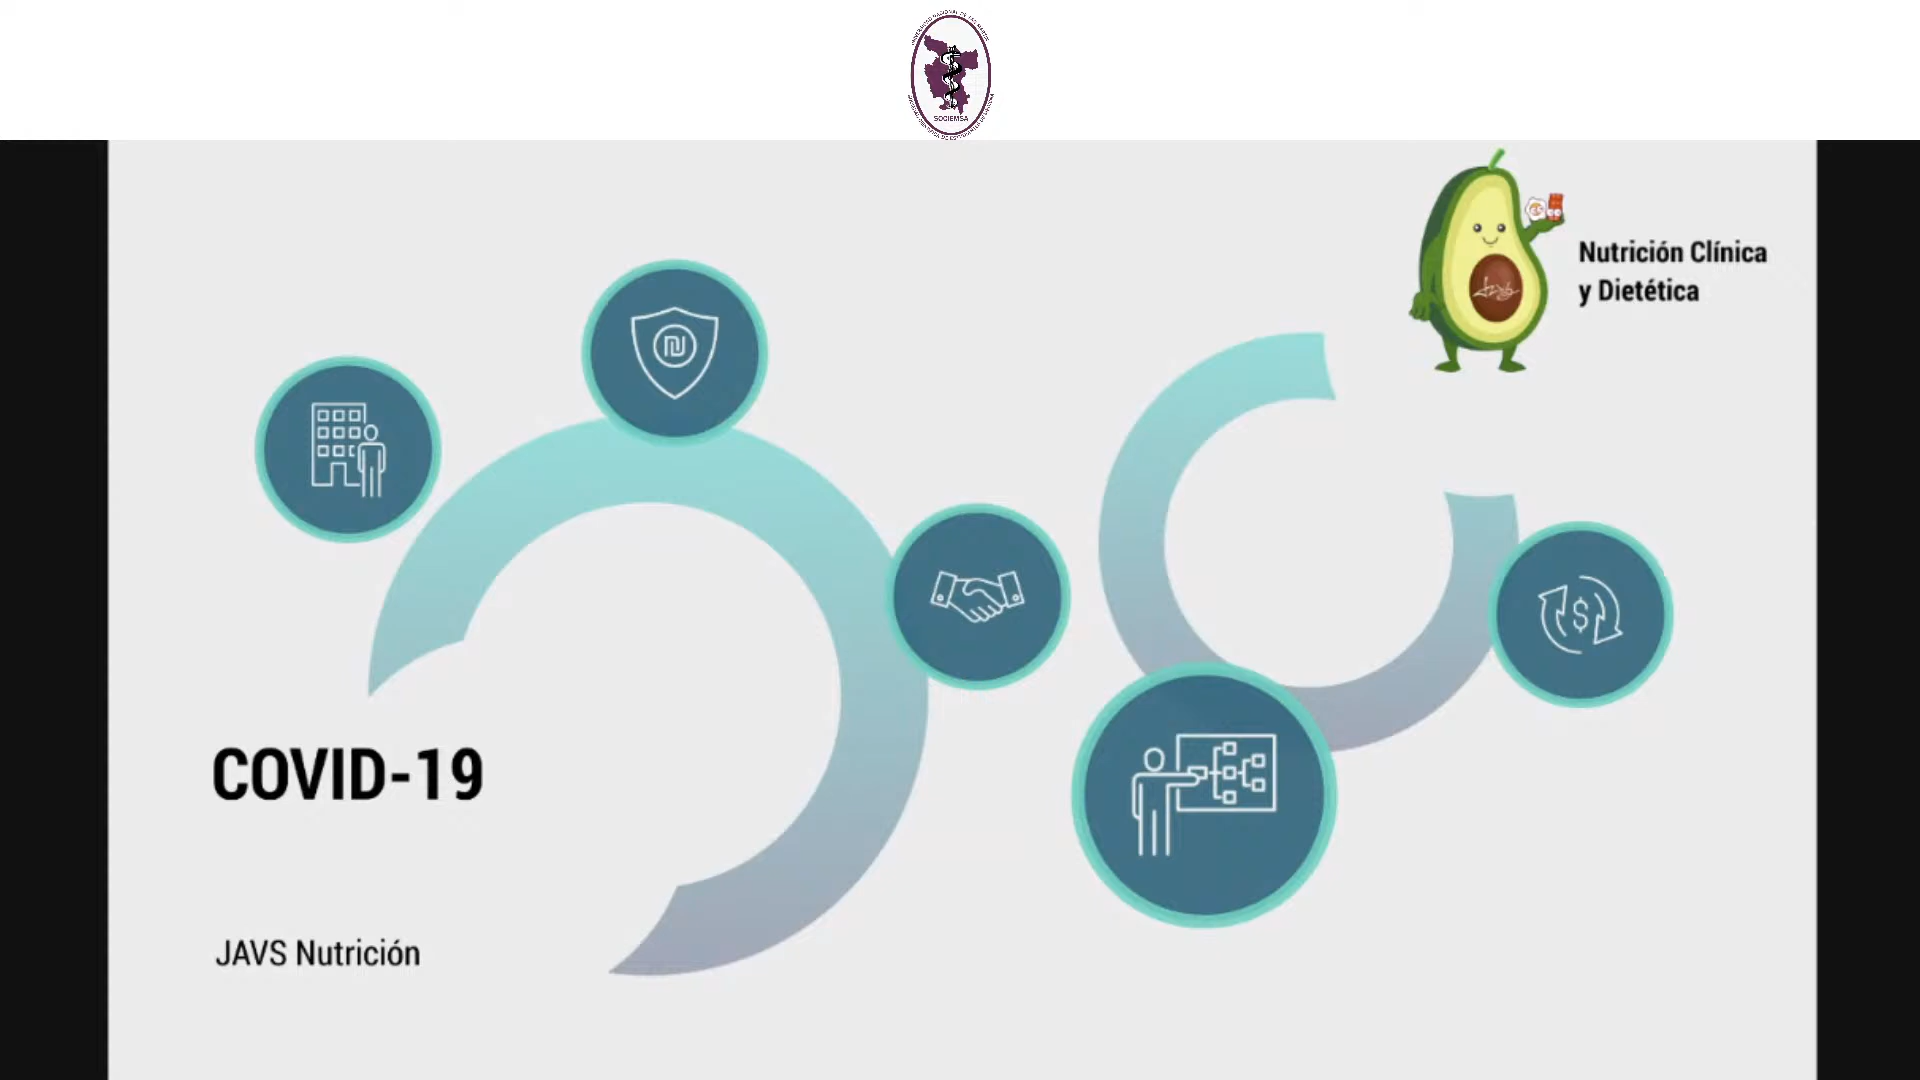 SOCIEMSA
Nutrición Clínica
y Dietética
COVID-19
JAVS Nutrición